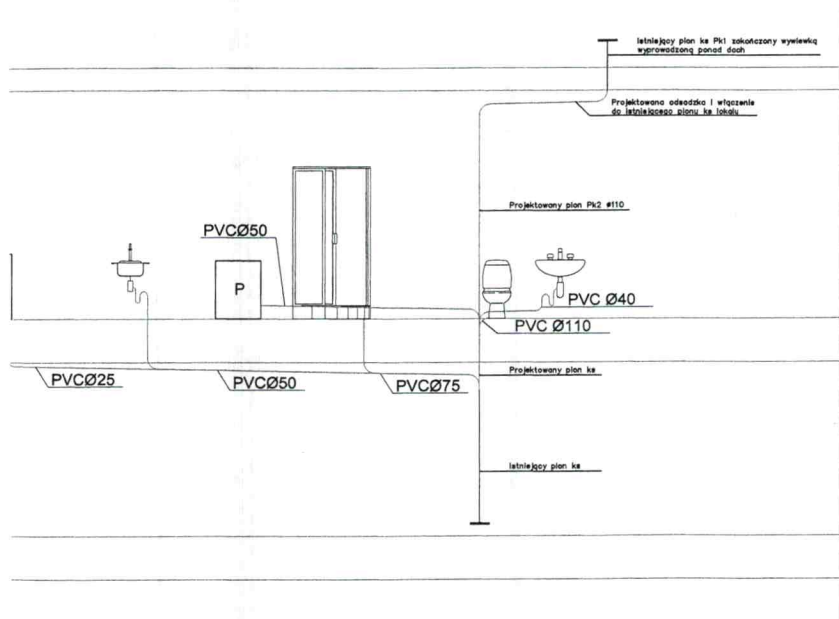 Istniejący pion ks Pk1 zakończony wywiewką
wyprowadzoną ponad dach
Projektowana odsadzka i włączenie
do istniejącego pionu ks lokalu
Projektowany pion Pk2 ø110
PVCØ50
P
PVC Ø40
PVC Ø110
Projektowany pion ks
PVCØ25
PVCØ50
PVCØ75
Istniejący pion ks